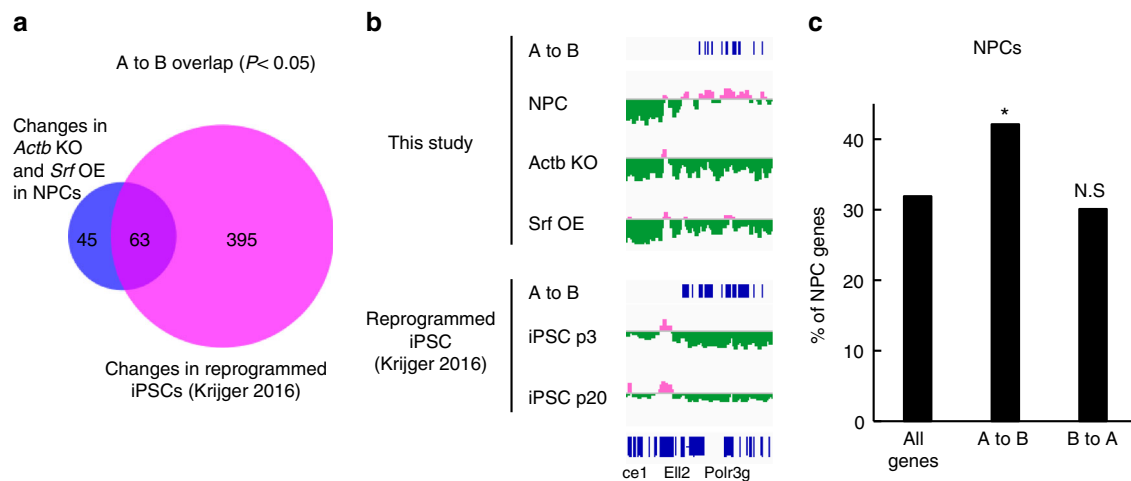 a
A to B overlap (P< 0.05)
Changes in
Actb KO
and Srf OE
in NPCs
45
63
395
Changes in reprogrammed
iPSCs (Krijger 2016)
b
This study
A to B
NPC
Actb KO
Srf OE
Reprogrammed
iPSC
(Krijger 2016)
A to B
iPSC p3
iPSC p20
ce1 Ell2 Polr3g
c
NPCs
% of NPC genes
40
30
20
10
0
*
N.S
All
genes
A to B
B to A